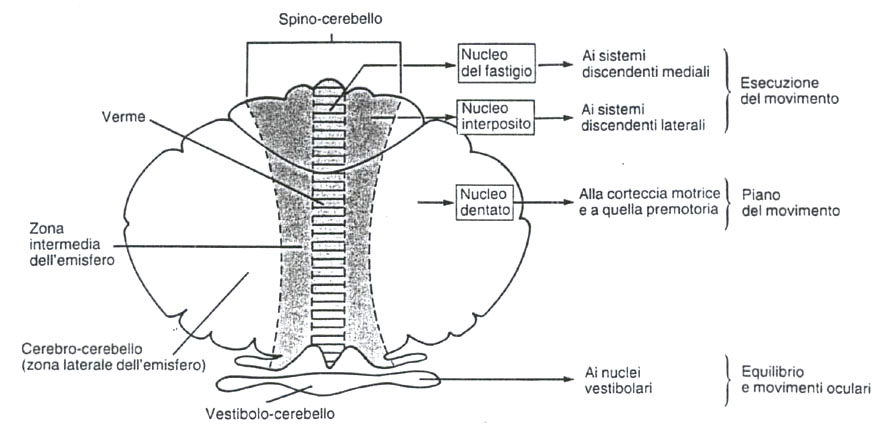 Spino-cerebello
Nucleo
del fastigio
Ai sistemi
discendenti mediali
Esecuzione
del movimento
Verme
Nucleo
interposito
Ai sistemi
discendenti laterali
Nucleo
dentato
Alla corteccia motrice
e a quella premotoria
Piano
del movimento
Zona
intermedia
dell'emisfero
Cerebro-cerebello
(zona laterale dell'emisfero)
Ai nuclei
vestibolari
Equilibrio
e movimenti oculari
Vestibolo-cerebello